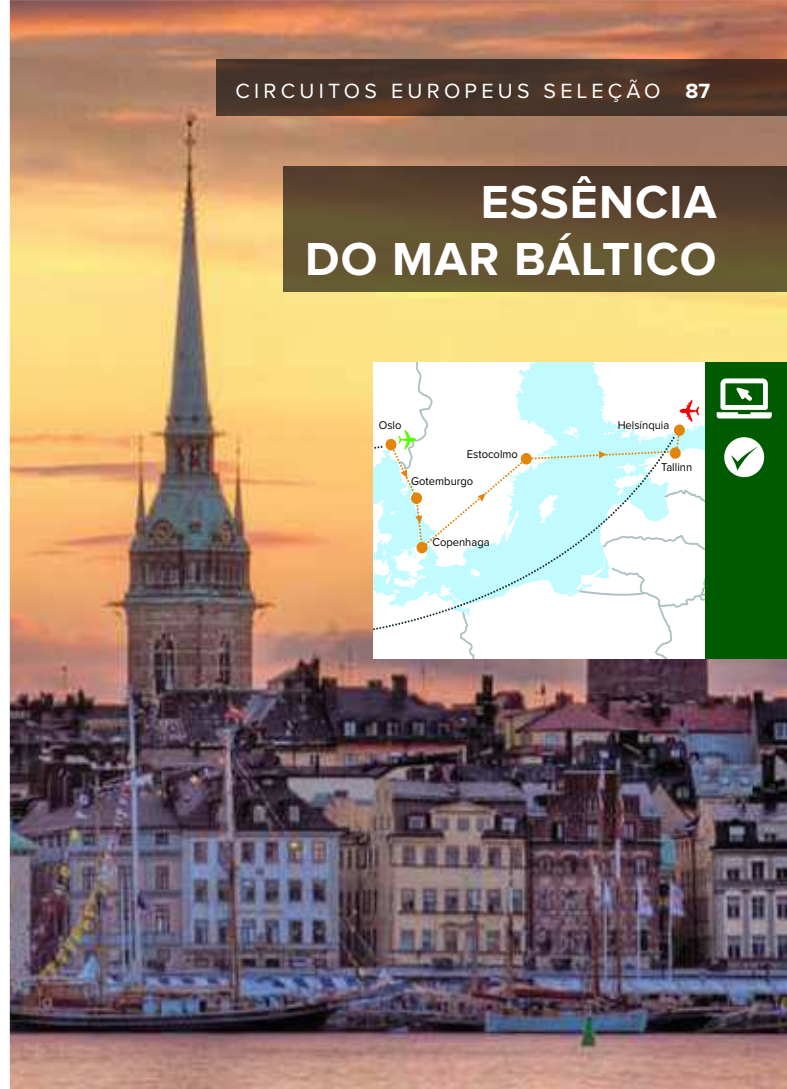 CIRCUITOS EUROPEUS SELEÇÃO 87
ESSÊNCIA
DO MAR BÁLTICO
Oslo
Helsínquia
Estocolmo
Tallinn
Gotemburgo
Copenhaga